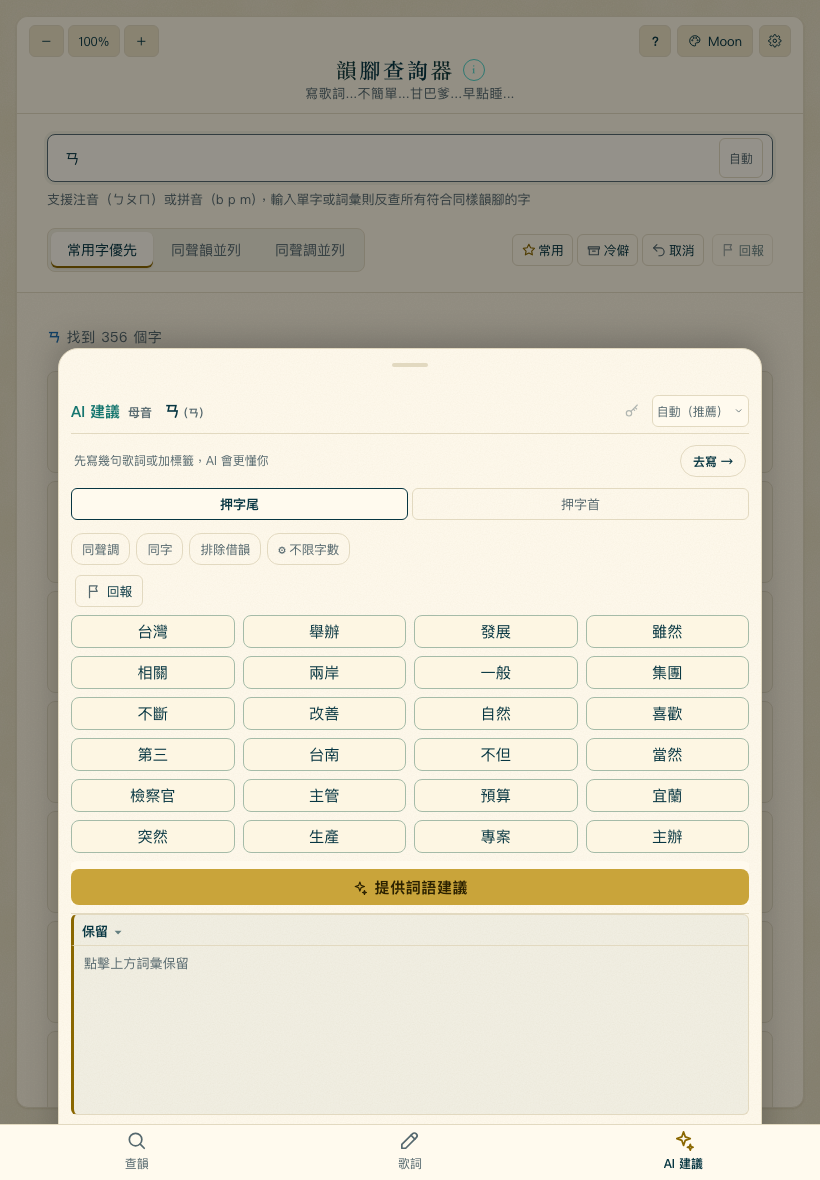 − 100% +
? Moon
韻腳查詢器 i
寫歌詞...不簡單...甘巴爹...早點睡...
ㄢ 自動
支援注音（ㄅㄆㄇ）或拼音（b p m），輸入單字或詞彙則反查所有符合同樣韻腳的字
常用字優先 同聲韻並列 同聲調並列 常用 冷僻 取消 回報
ㄢ 找到 356 個字
AI 建議 母音 ㄢ (ㄢ) 自動（推薦）
先寫幾句歌詞或加標籤，AI 會更懂你 去寫 →
押字尾 押字首
同聲調 同字 排除借韻 ⚙ 不限字數
回報
台灣 舉辦 發展 雖然
相關 兩岸 一般 集團
不斷 改善 自然 喜歡
第三 台南 不但 當然
檢察官 主管 預算 宜蘭
突然 生產 專案 主辦
提供詞語建議
保留
點擊上方詞彙保留
查韻 歌詞 AI 建議